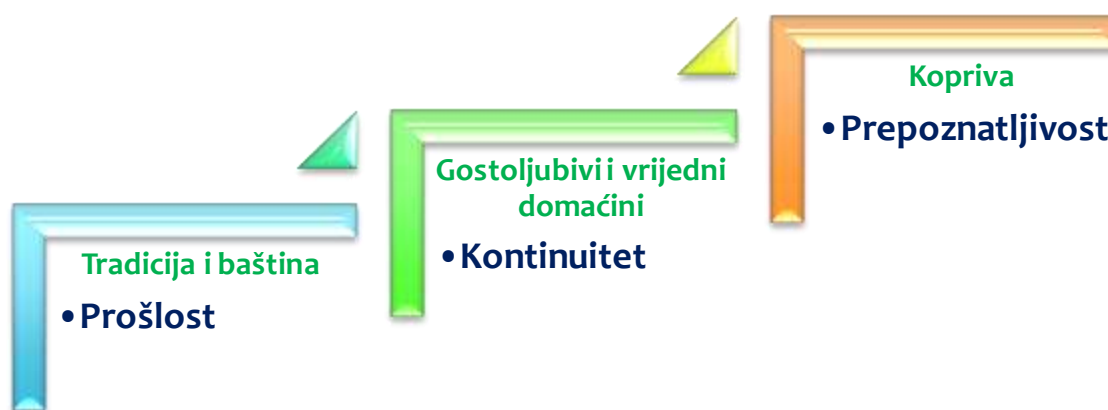 Tradicija i baština
•Prošlost
Gostoljubivi i vrijedni
domaćini
•Kontinuitet
Kopriva
•Prepoznatljivost